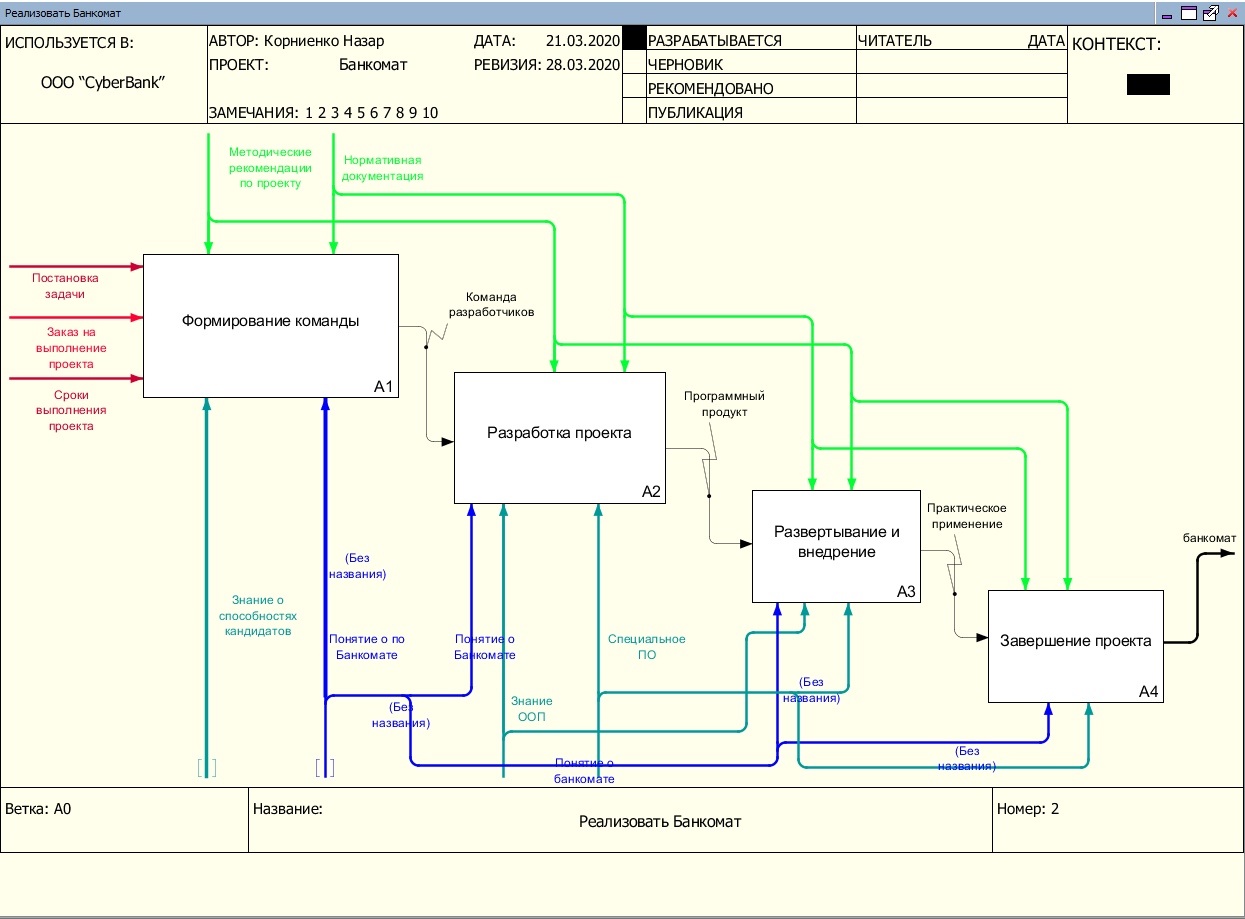 Реализовать Банкомат
ИСПОЛЬЗУЕТСЯ В:
ООО “CyberBank”
АВТОР: Корниенко Назар
ДАТА: 21.03.2020
ПРОЕКТ: Банкомат
РЕВИЗИЯ: 28.03.2020
ЗАМЕЧАНИЯ: 1 2 3 4 5 6 7 8 9 10
РАЗРАБАТЫВАЕТСЯ
ЧЕРНОВИК
РЕКОМЕНДОВАНО
ПУБЛИКАЦИЯ
ЧИТАТЕЛЬ ДАТА
КОНТЕКСТ:
Методические
рекомендации
по проекту
Нормативная
документация
Постановка
задачи
Заказ на
выполнение
проекта
Сроки
выполнения
проекта
Формирование команды
A1
Команда
разработчиков
Разработка проекта
A2
Программный
продукт
Развертывание и
внедрение
A3
Практическое
применение
Завершение проекта
A4
банкомат
(Без
названия)
Знание о
способностях
кандидатов
Понятие о по
Банкомате
Понятие о
Банкомате
Специальное
ПО
(Без
названия)
Знание
ООП
(Без
названия)
Понятие о
банкомате
(Без
названия)
Ветка: A0
Название:
Реализовать Банкомат
Номер: 2